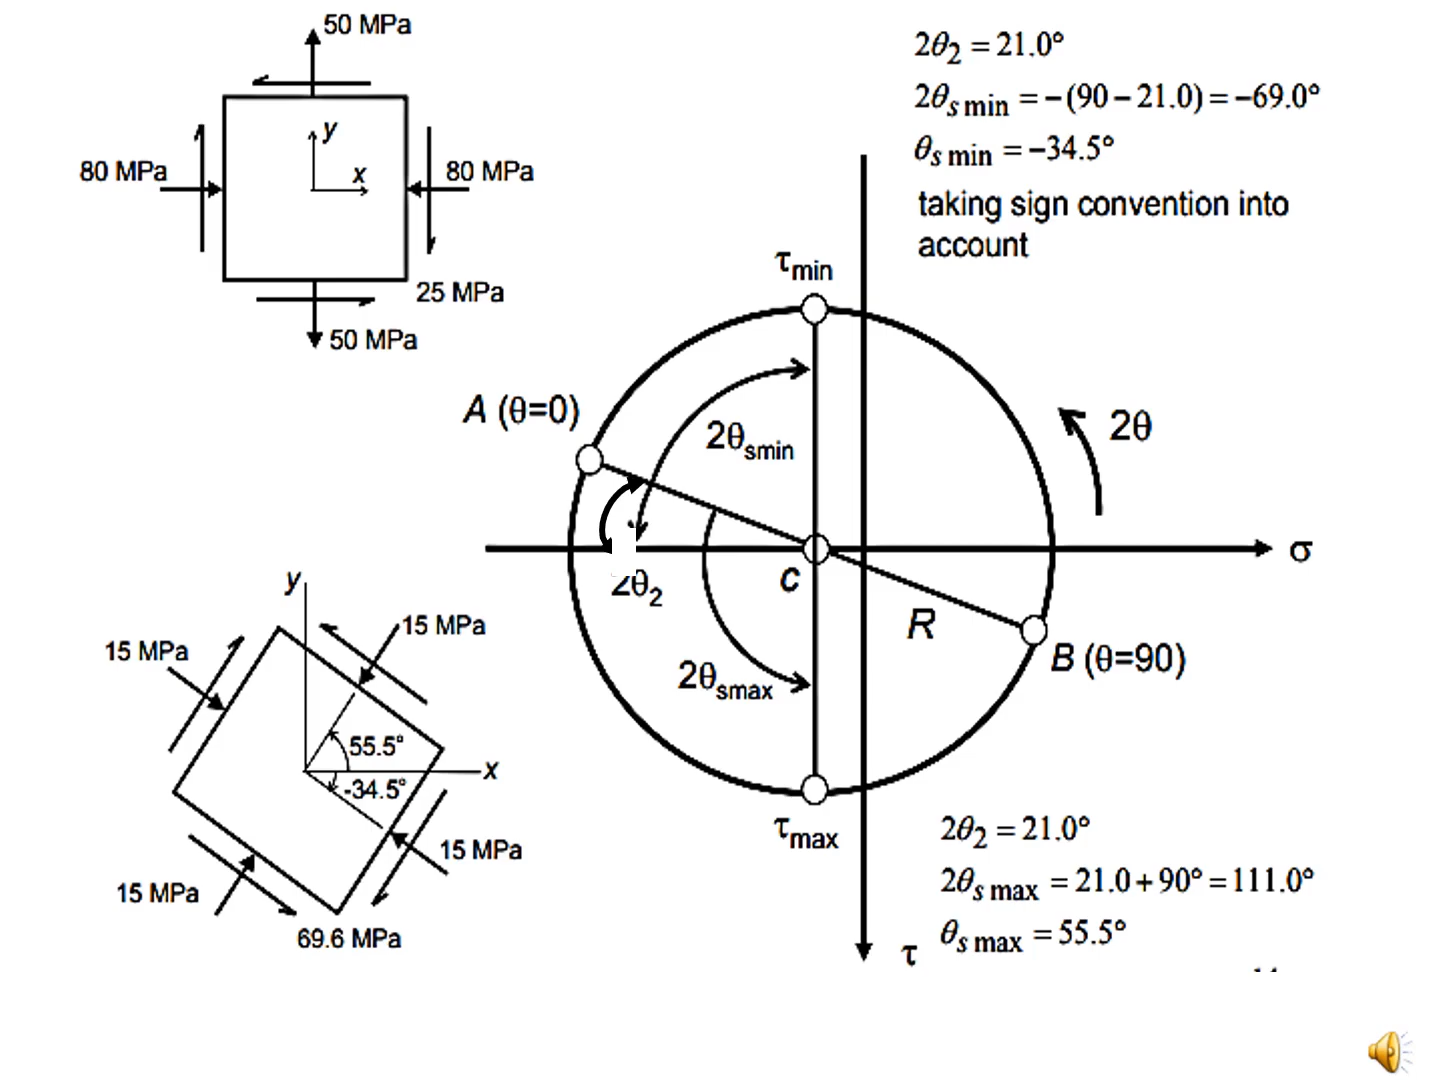 50 MPa
y
x
80 MPa
80 MPa
25 MPa
50 MPa
2θ2 = 21.0°
2θs min = −(90 − 21.0) = −69.0°
θs min = −34.5°
taking sign convention into
account
τmin
A (θ=0)
2θsmin
2θ
2θ2
c
σ
R
B (θ=90)
2θsmax
τmax
τ
y
15 MPa
15 MPa
55.5°
x
-34.5°
15 MPa
15 MPa
69.6 MPa
2θ2 = 21.0°
2θs max = 21.0 + 90° = 111.0°
θs max = 55.5°